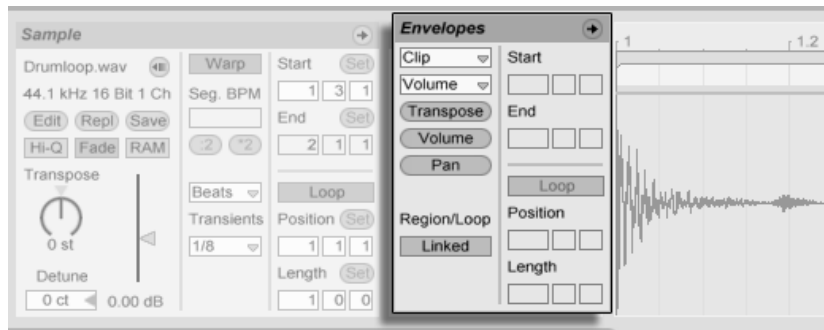 Sample
Drumloop.wav
44.1 kHz 16 Bit 1 Ch
Edit Repl Save
Hi-Q Fade RAM
Transpose
0 st
Detune
0 ct 0.00 dB
Warp
Seg. BPM
:2 *2
Beats
Transients
1/8
Start Set
1 3 1
End Set
2 1 1
Loop
Position Set
1 1 1
Length Set
1 0 0
Envelopes
Clip
Volume
Transpose
Volume
Pan
Region/Loop
Linked
Start
End
Loop
Position
Length
1 1.2